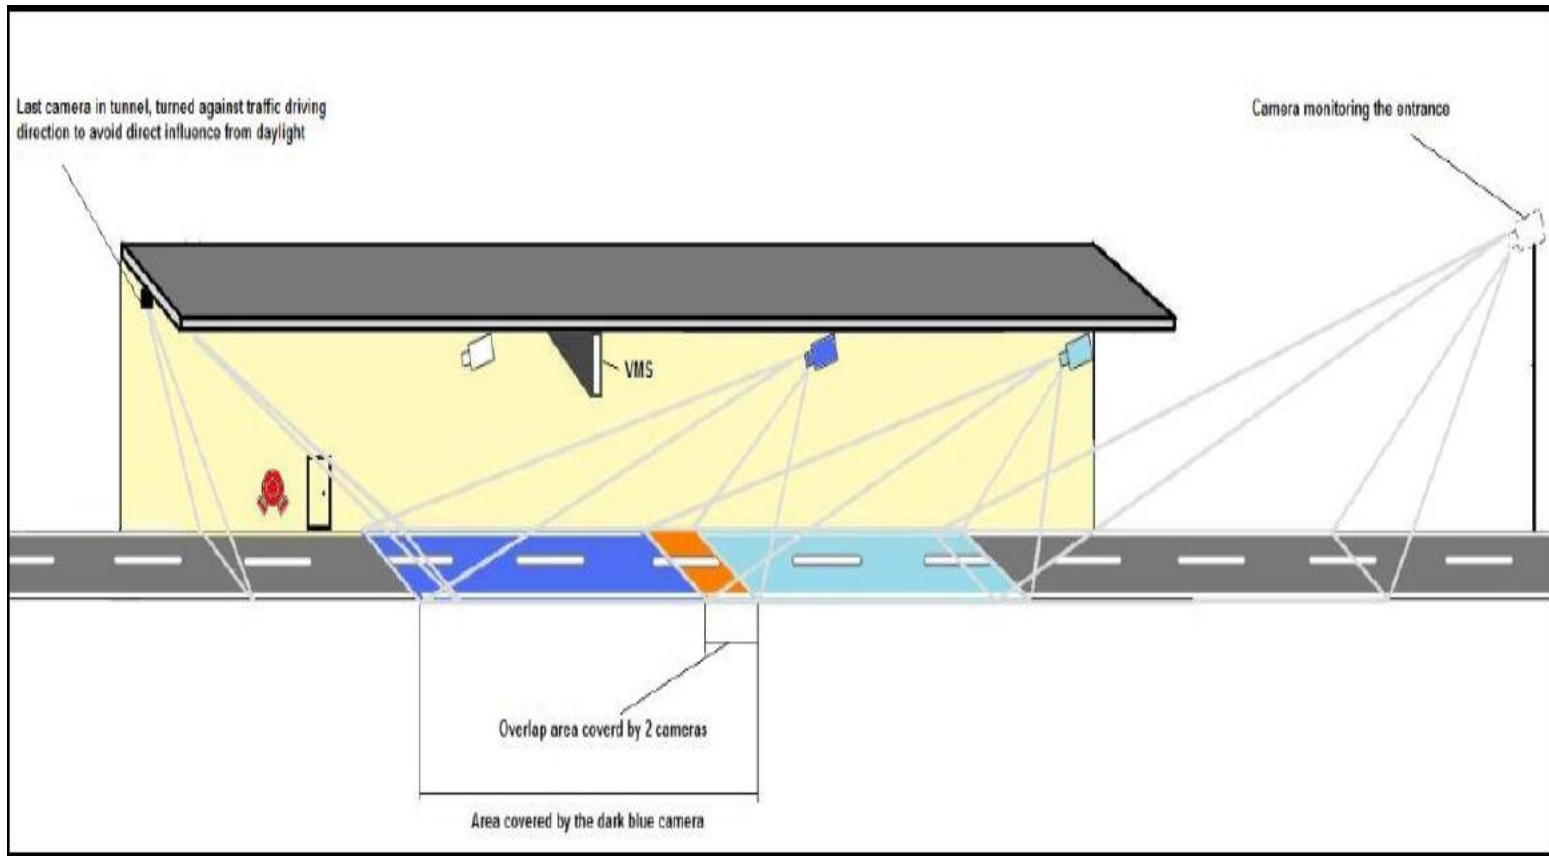 Last camera in tunnel, turned against traffic driving
direction to avoid direct influence from daylight
Camera monitoring the entrance
VMS
Overlap area coverd by 2 cameras
Area covered by the dark blue camera